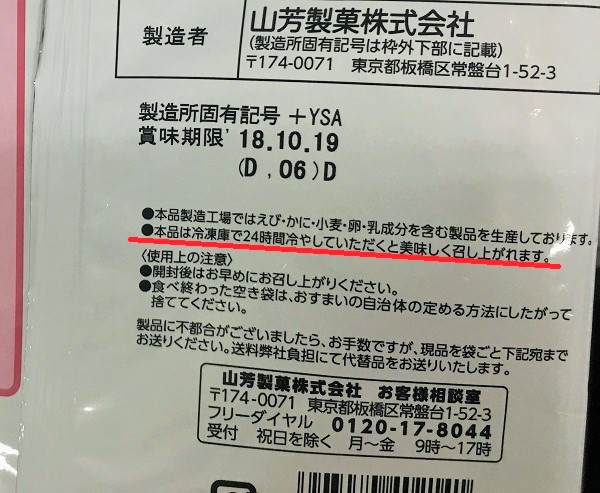 製造者
山芳製菓株式会社
(製造所固有記号は枠外下部に記載)
〒174-0071 東京都板橋区常盤台1-52-3
製造所固有記号 +YSA
賞味期限' 18.10.19
(D , 06)D
●本品製造工場ではえび・かに・小麦・卵・乳成分を含む製品を生産しております。
●本品は冷凍庫で24時間冷やしていただくと美味しく召し上がれます。
〈使用上の注意〉
●開封後はお早めにお召し上がりください。
●食べ終わった空き袋は、おすまいの自治体の定める方法にしたがって
捨ててください。
製品に不都合がございましたら、お手数ですが、現品を袋ごと下記宛まで
お送りください。送料弊社負担にて代替品をお送りいたします。
山芳製菓株式会社 お客様相談室
〒174-0071 東京都板橋区常盤台1-52-3
フリーダイヤル 0120-17-8044
受付 祝日を除く 月〜金 9時〜17時